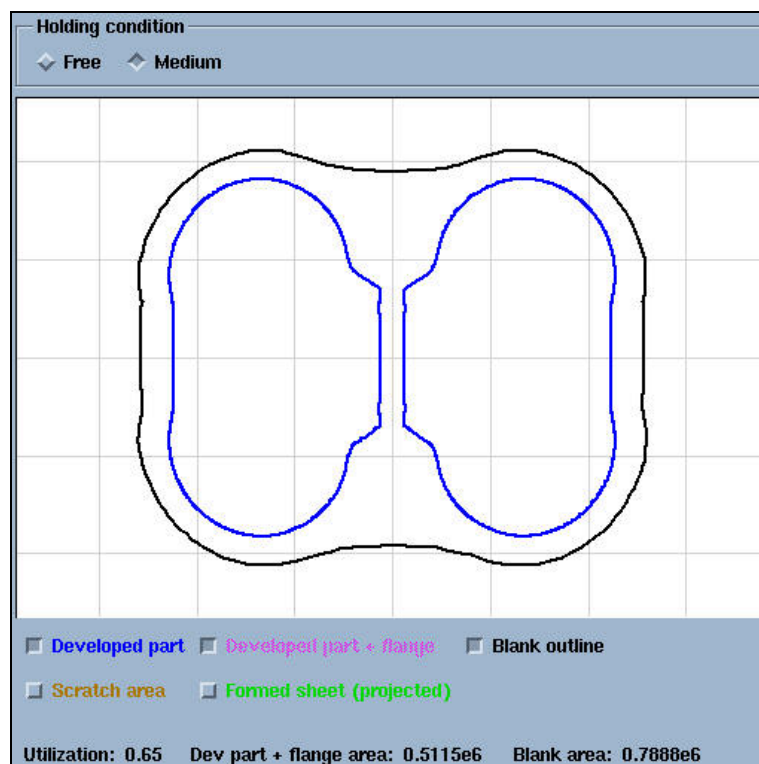 Holding condition
Free Medium
Developed part Developed part + flange Blank outline
Scratch area Formed sheet (projected)
Utilization: 0.65 Dev part + flange area: 0.5115e6 Blank area: 0.7888e6